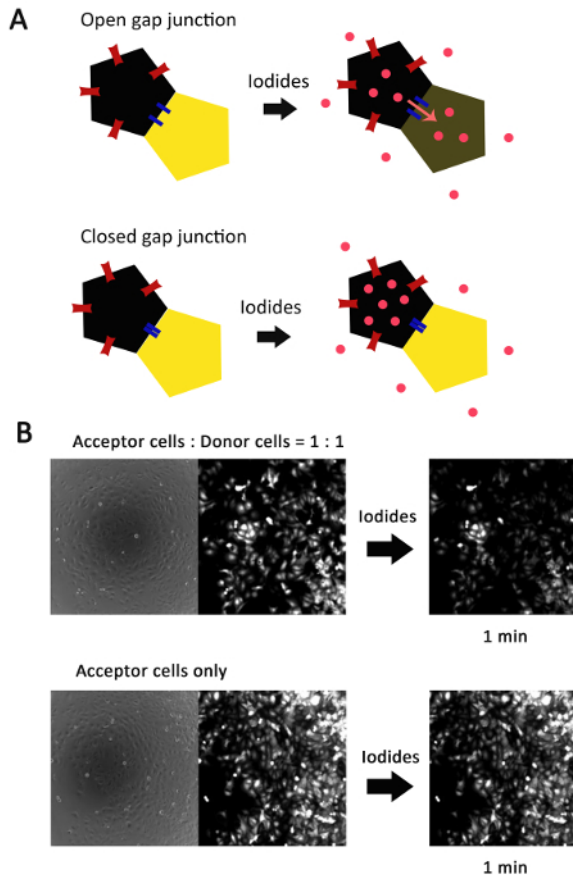 A
Open gap junction
Iodides
Closed gap junction
Iodides
B
Acceptor cells : Donor cells = 1 : 1
Iodides
1 min
Acceptor cells only
Iodides
1 min